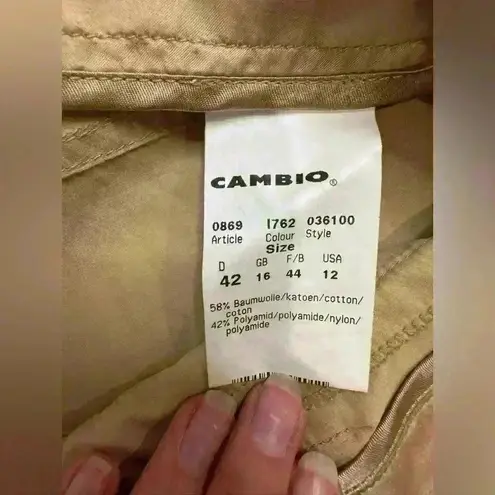 CAMBIO®
0869 I762 036100
Article Colour Style
Size
D GB F/B USA
42 16 44 12
58% Baumwolle/katoen/cotton/
coton
42% Polyamid/polyamide/nylon/
polyamide